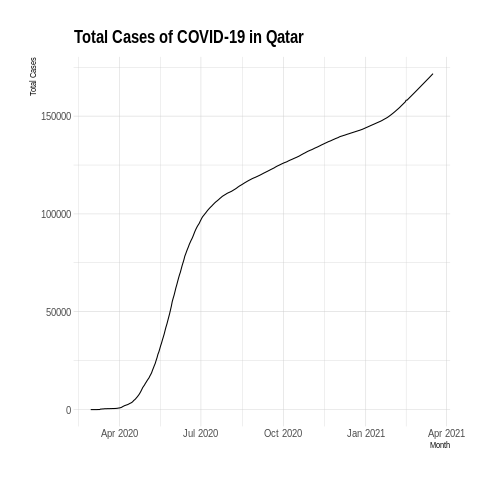 Total Cases of COVID-19 in Qatar
Total Cases
150000
100000
50000
0
Apr 2020 Jul 2020 Oct 2020 Jan 2021 Apr 2021
Month